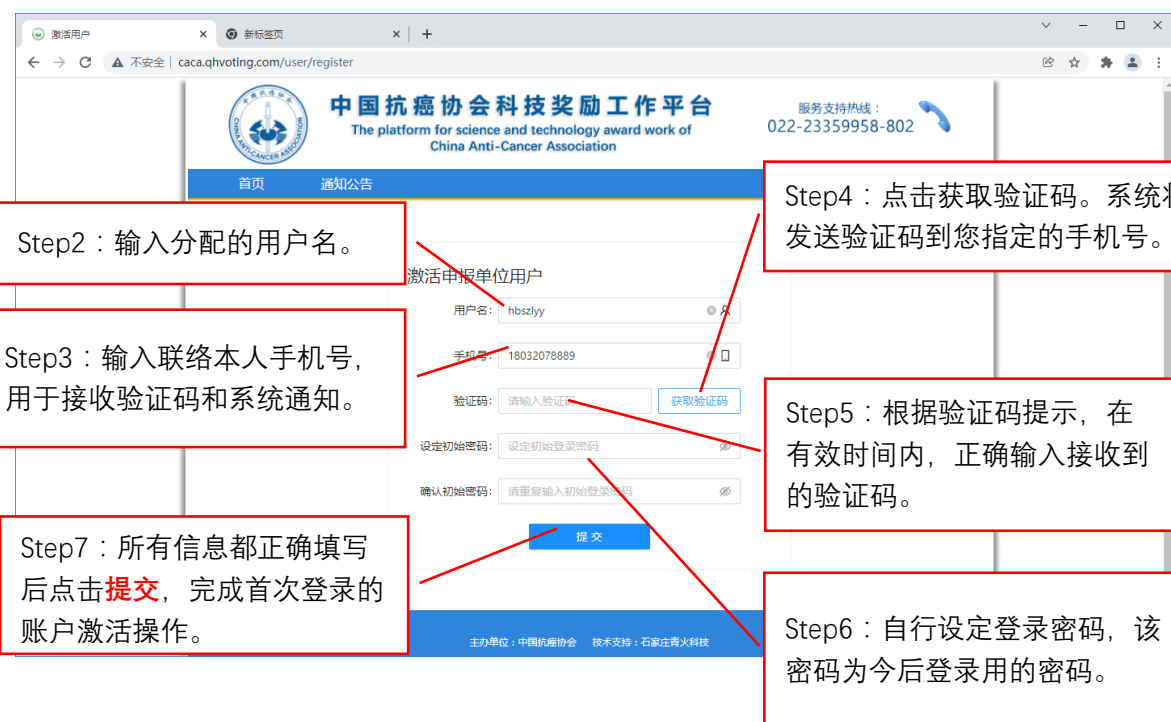 激活用户
新标签页
不安全 caca.qhvoting.com/user/register
中国抗癌协会科技奖励工作平台
The platform for science and technology award work of
China Anti-Cancer Association
CHINA ANTI-CANCER ASSOCIATION
服务支持热线：
022-23359958-802
首页 通知公告
Step4：点击获取验证码。系统将
发送验证码到您指定的手机号。
Step2：输入分配的用户名。
激活申报单位用户
用户名： hbszlyy
Step3：输入联络本人手机号，
用于接收验证码和系统通知。
手机号： 18032078889
验证码： 请输入验证码 获取验证码
Step5：根据验证码提示，在
有效时间内，正确输入接收到
的验证码。
设定初始密码： 设定初始登录密码
确认初始密码： 请重复输入初始登录密码
提 交
Step7：所有信息都正确填写
后点击提交，完成首次登录的
账户激活操作。
Step6：自行设定登录密码，该
密码为今后登录用的密码。
主办单位：中国抗癌协会 技术支持：石家庄青火科技